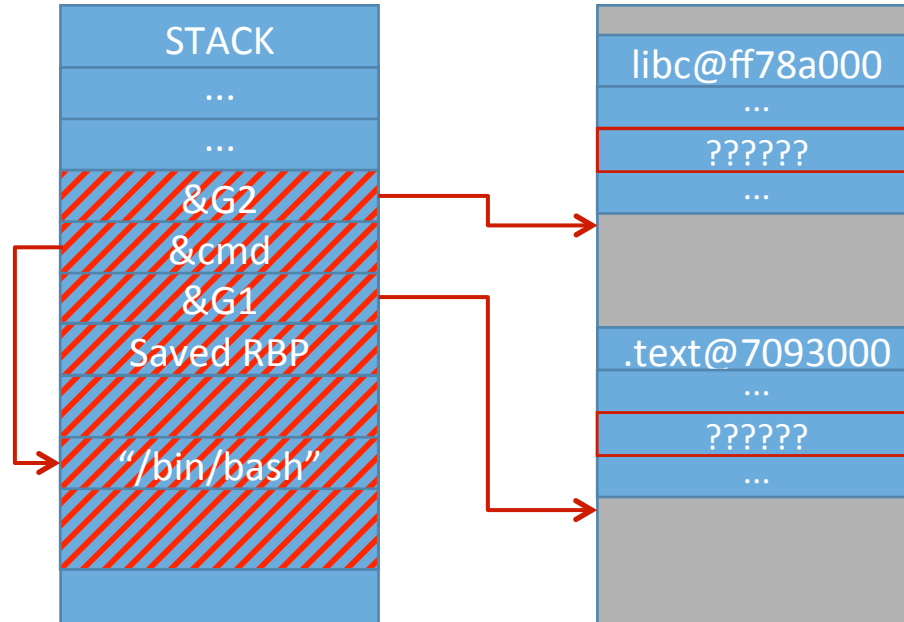 STACK
...
...
&G2
&cmd
&G1
Saved RBP
“/bin/bash”
libc@ff78a000
...
??????
...
.text@7093000
...
??????
...